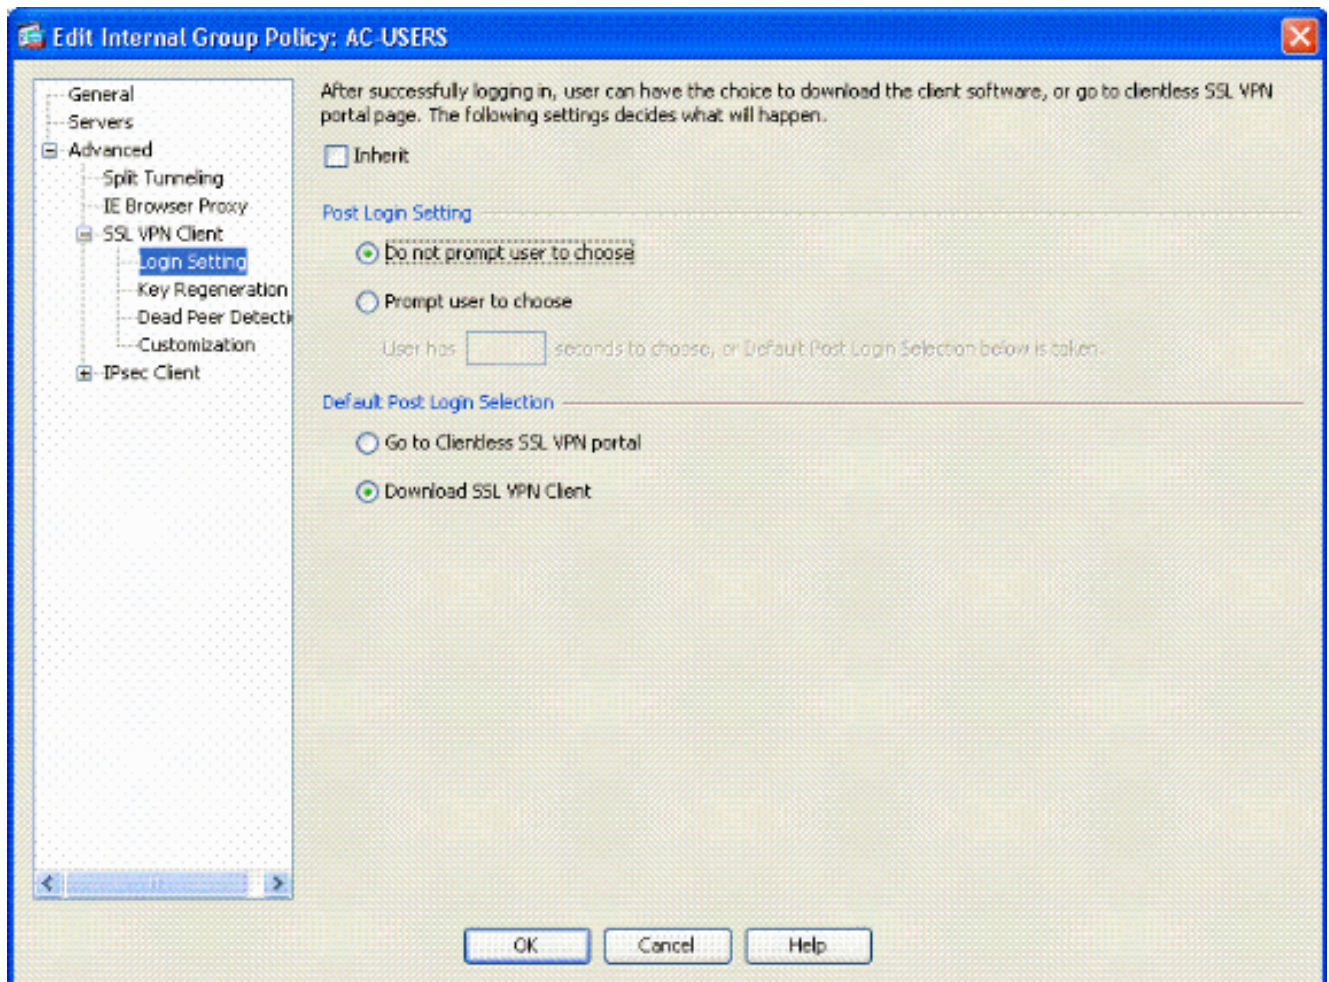 Edit Internal Group Policy: AC-USERS
General
Servers
Advanced
Split Tunneling
IE Browser Proxy
SSL VPN Client
Login Setting
Key Regeneration
Dead Peer Detecti
Customization
IPsec Client
After successfully logging in, user can have the choice to download the client software, or go to clientless SSL VPN
portal page. The following settings decides what will happen.
Inherit
Post Login Setting
Do not prompt user to choose
Prompt user to choose
User has seconds to choose, or Default Post Login Selection below is taken.
Default Post Login Selection
Go to Clientless SSL VPN portal
Download SSL VPN Client
OK Cancel Help